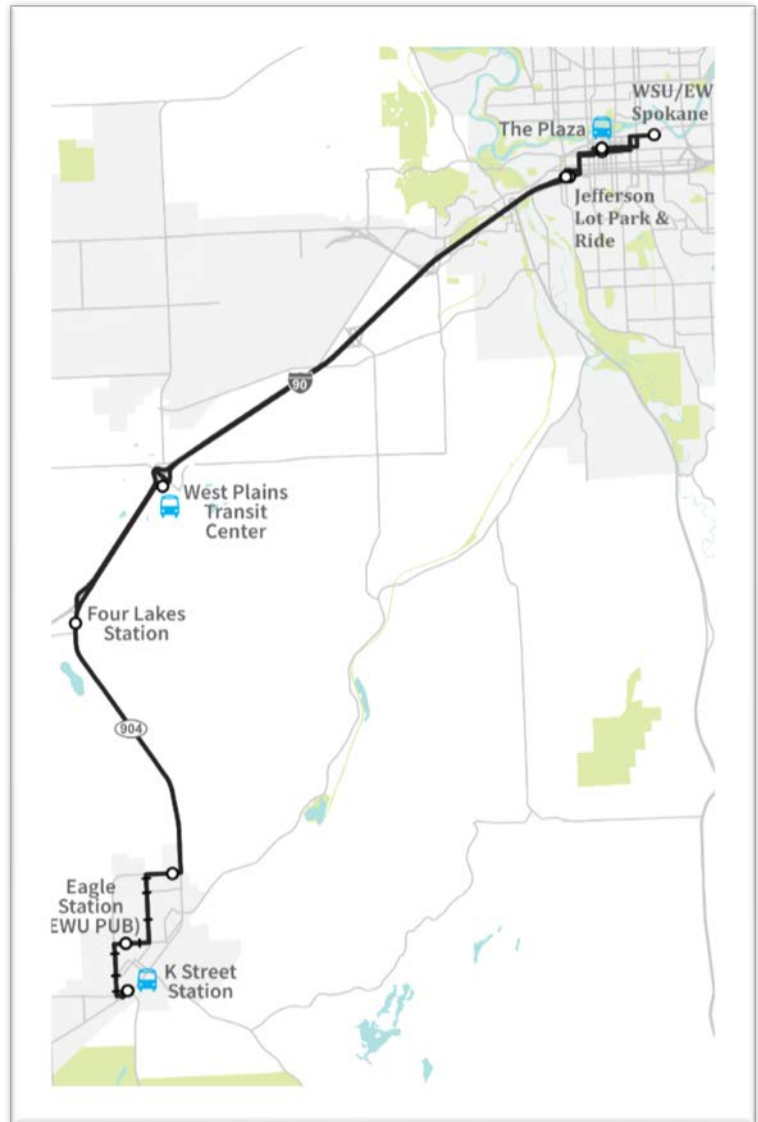 WSU/EW
Spokane
The Plaza
Jefferson
Lot Park &
Ride
90
West Plains
Transit
Center
Four Lakes
Station
904
Eagle
Station
EWU PUB)
K Street
Station